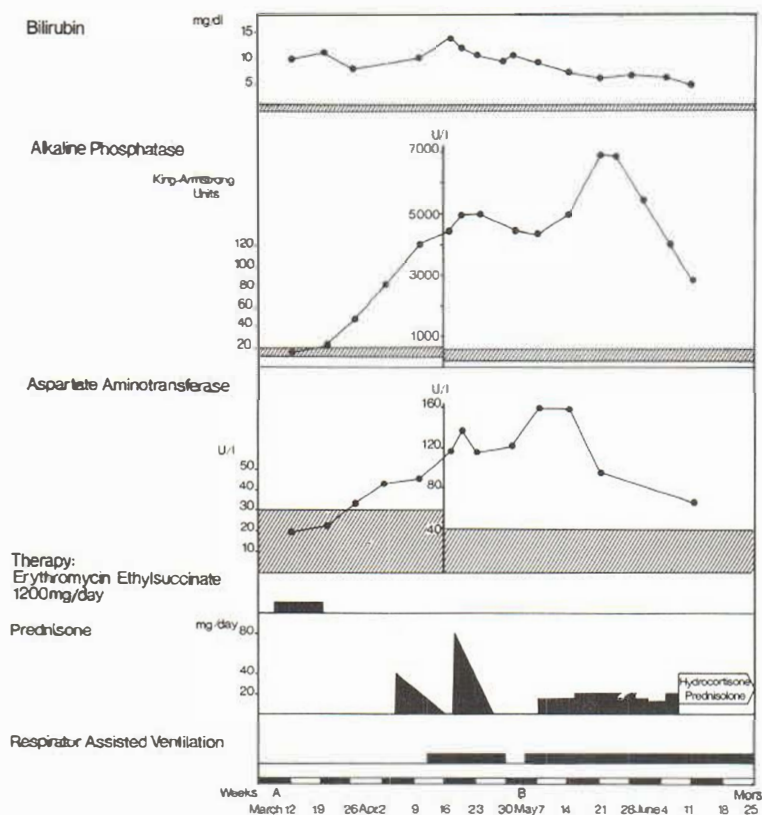 Bilirubin
mg/dl
15
10
5
Alkaline Phosphatase
King-Armstrong
Units
120
100
80
60
40
20
U/l
7000
5000
3000
1000
Aspartate Aminotransferase
U/l
50
40
30
20
10
U/l
160
120
80
40
Therapy:
Erythromycin Ethylsuccinate
1200mg/day
Prednisone
mg/day
80
40
20
Hydrocortisone
Prednisolone
Respirator Assisted Ventilation
Weeks A B Mors
March 12 19 26 Apr 2 9 16 23 30 May 7 14 21 28 June 4 11 18 25